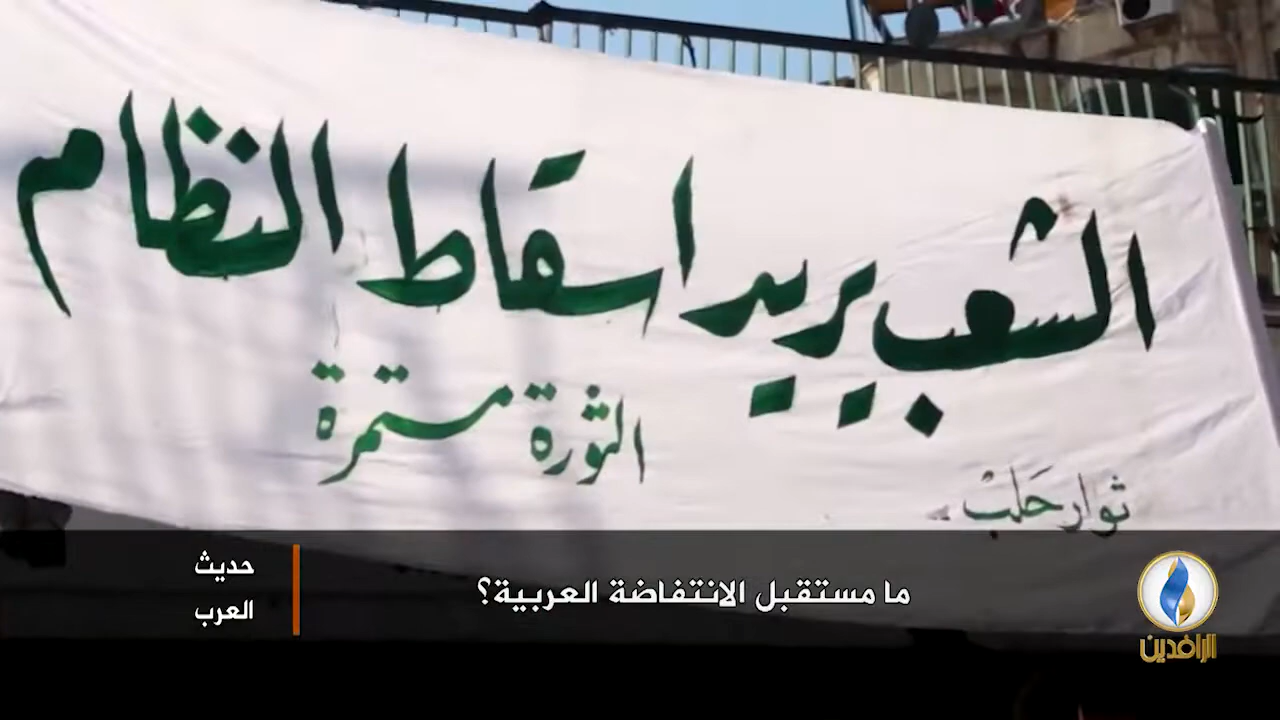 الشعب يريد اسقاط النظام
الثورة مستمرة
ثوار حلب
ما مستقبل الانتفاضة العربية؟
حديث
العرب
الرافدين